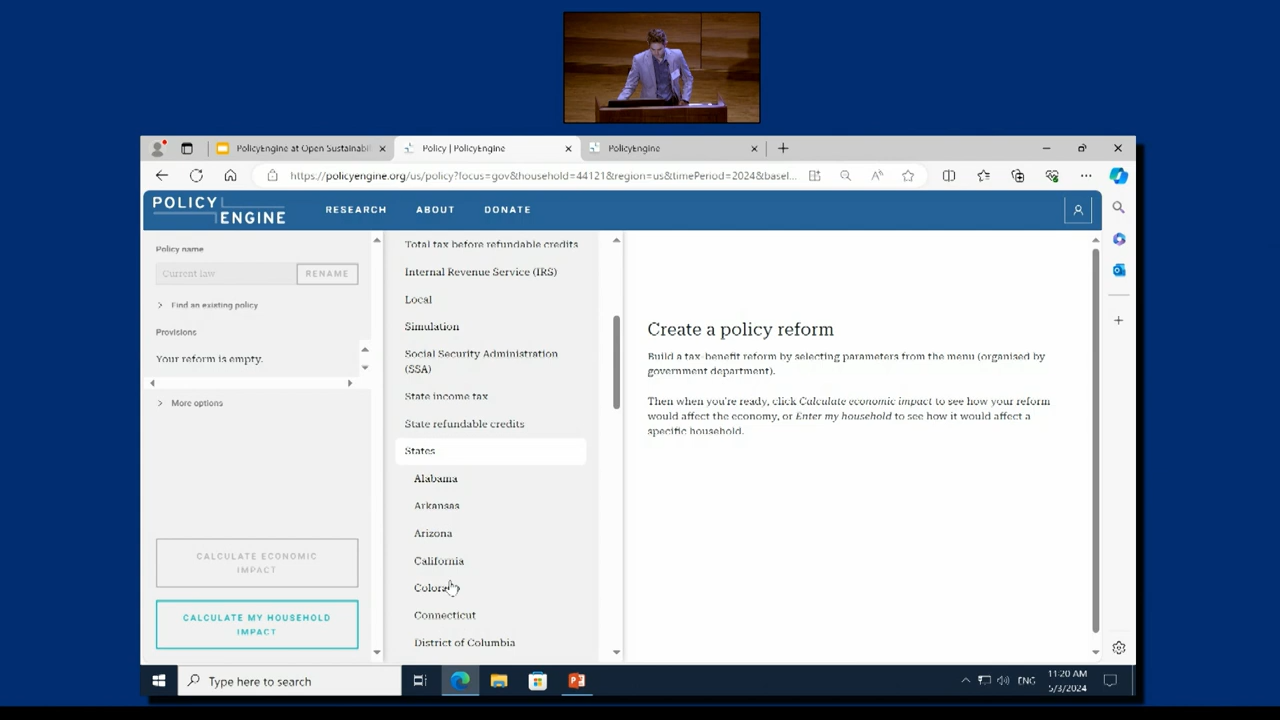 PolicyEngine at Open Sustainabil
Policy | PolicyEngine
PolicyEngine
https://policyengine.org/us/policy?focus=gov&household=44121&region=us&timePeriod=2024&basel...
POLICY ENGINE
RESEARCH
ABOUT
DONATE
Policy name
Current law
RENAME
Find an existing policy
Provisions
Your reform is empty.
More options
CALCULATE ECONOMIC
IMPACT
CALCULATE MY HOUSEHOLD
IMPACT
Total tax before refundable credits
Internal Revenue Service (IRS)
Local
Simulation
Social Security Administration
(SSA)
State income tax
State refundable credits
States
Alabama
Arkansas
Arizona
California
Colorado
Connecticut
District of Columbia
Create a policy reform
Build a tax-benefit reform by selecting parameters from the menu (organised by
government department).
Then when you're ready, click Calculate economic impact to see how your reform
would affect the economy, or Enter my household to see how it would affect a
specific household.
Type here to search
ENG
11:20 AM
5/3/2024